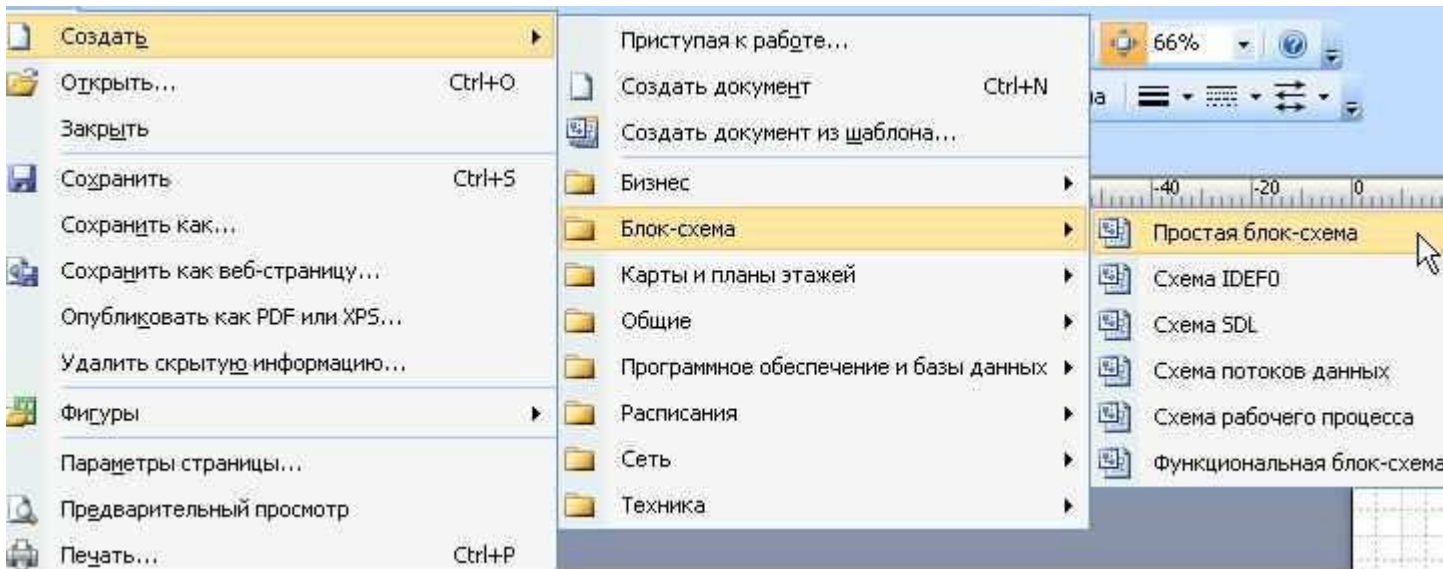 Создать
Открыть... Ctrl+O
Закрыть
Сохранить Ctrl+S
Сохранить как...
Сохранить как веб-страницу...
Опубликовать как PDF или XPS...
Удалить скрытую информацию...
Фигуры
Параметры страницы...
Предварительный просмотр
Печать... Ctrl+P
Приступая к работе...
Создать документ Ctrl+N
Создать документ из шаблона...
Бизнес
Блок-схема
Карты и планы этажей
Общие
Программное обеспечение и базы данных
Расписания
Сеть
Техника
66%
-40 -20 0
Простая блок-схема
Схема IDEF0
Схема SDL
Схема потоков данных
Схема рабочего процесса
Функциональная блок-схема